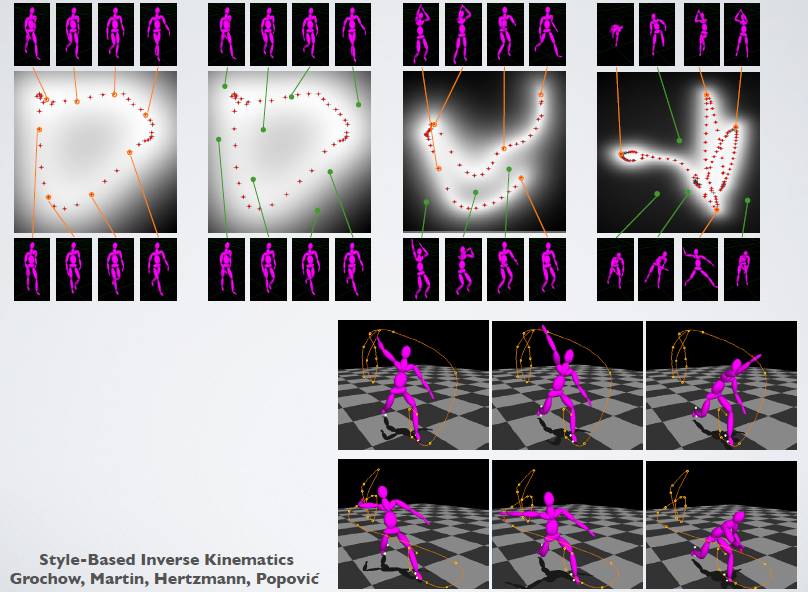 Style-Based Inverse Kinematics
Grochow, Martin, Hertzmann, Popović